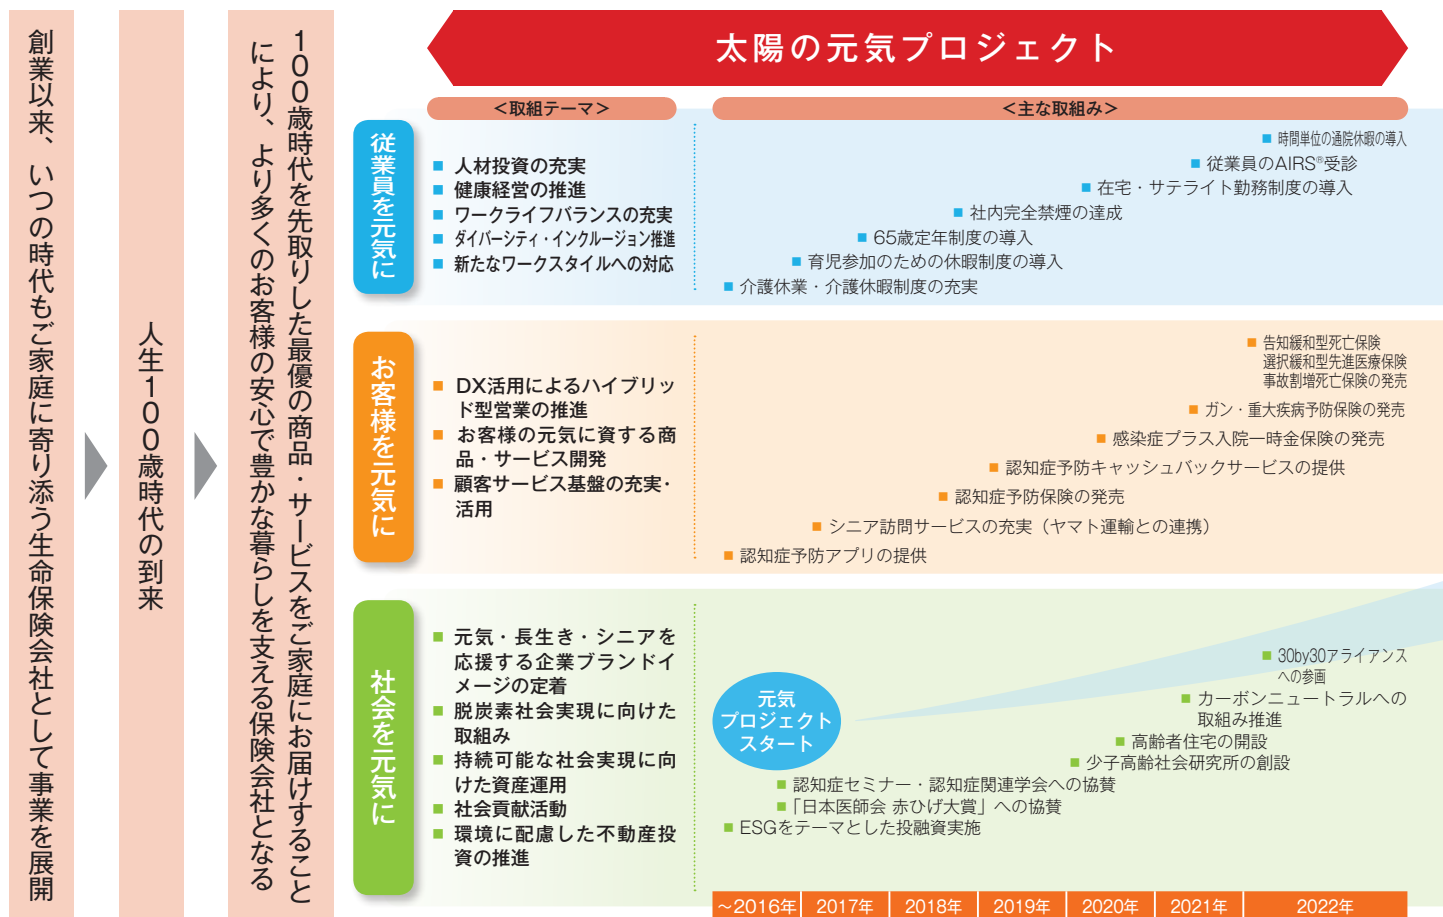 創業以来、いつの時代もご家庭に寄り添う生命保険会社として事業を展開
人生100歳時代の到来
100歳時代を先取りした最優の商品・サービスをご家庭にお届けすること
により、より多くのお客様の安心で豊かな暮らしを支える保険会社となる
太陽の元気プロジェクト
＜取組テーマ＞
＜主な取組み＞
従業員を元気に
■ 人材投資の充実
■ 健康経営の推進
■ ワークライフバランスの充実
■ ダイバーシティ・インクルージョン推進
■ 新たなワークスタイルへの対応
■ 時間単位の通院休暇の導入
■ 従業員のAIRS®受診
■ 在宅・サテライト勤務制度の導入
■ 社内完全禁煙の達成
■ 65歳定年制度の導入
■ 育児参加のための休暇制度の導入
■ 介護休業・介護休暇制度の充実
お客様を元気に
■ DX活用によるハイブリッ
ド型営業の推進
■ お客様の元気に資する商
品・サービス開発
■ 顧客サービス基盤の充実・
活用
■ 告知緩和型死亡保険
選択緩和型先進医療保険
事故割増死亡保険の発売
■ ガン・重大疾病予防保険の発売
■ 感染症プラス入院一時金保険の発売
■ 認知症予防キャッシュバックサービスの提供
■ 認知症予防保険の発売
■ シニア訪問サービスの充実（ヤマト運輸との連携）
■ 認知症予防アプリの提供
社会を元気に
■ 元気・長生き・シニアを
応援する企業ブランドイ
メージの定着
■ 脱炭素社会実現に向けた
取組み
■ 持続可能な社会実現に向
けた資産運用
■ 社会貢献活動
■ 環境に配慮した不動産投
資の推進
元気
プロジェクト
スタート
■ 30by30アライアンス
への参画
■ カーボンニュートラルへの
取組み推進
■ 高齢者住宅の開設
■ 少子高齢社会研究所の創設
■ 認知症セミナー・認知症関連学会への協賛
■ 「日本医師会 赤ひげ大賞」への協賛
■ ESGをテーマとした投融資実施
～2016年 2017年 2018年 2019年 2020年 2021年 2022年